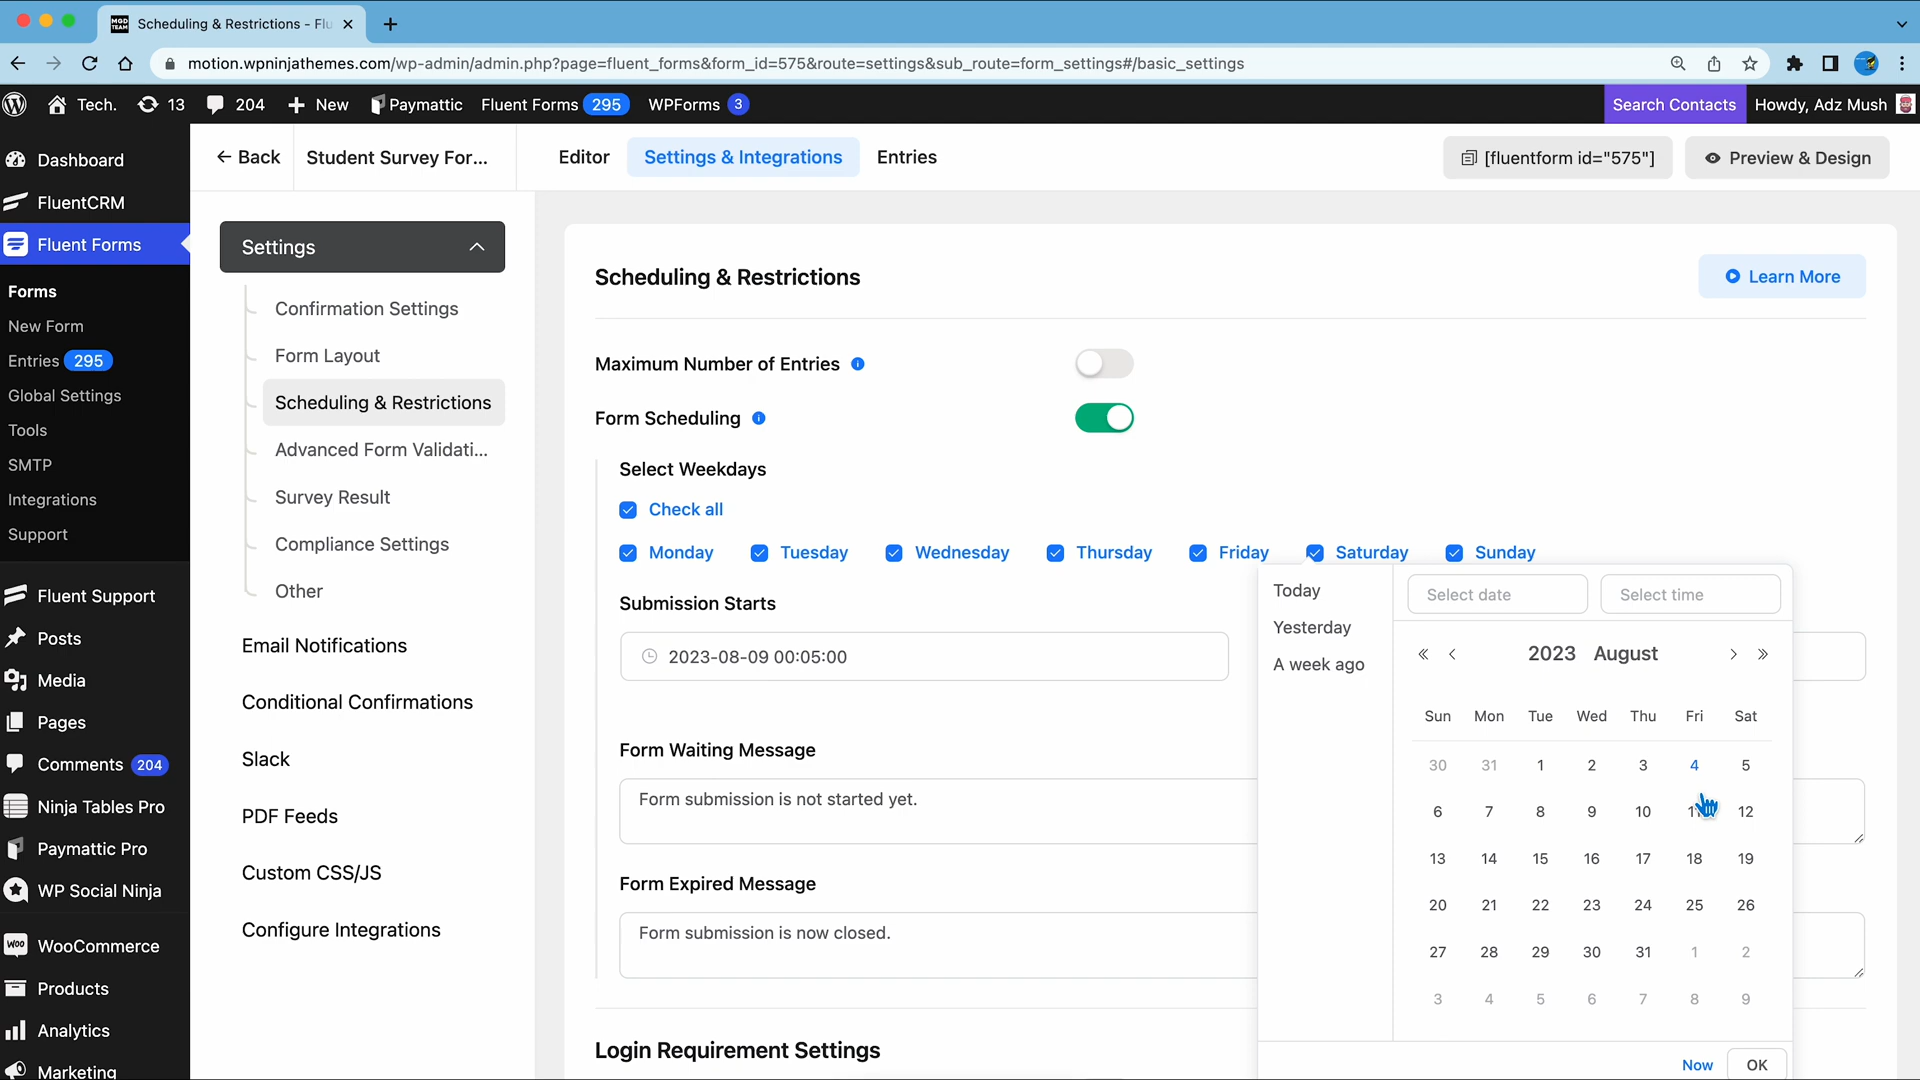 Scheduling & Restrictions - Flu
motion.wpninjathemes.com/wp-admin/admin.php?page=fluent_forms&form_id=575&route=settings&sub_route=form_settings#/basic_settings
Tech. 13 204 New Paymattic Fluent Forms 295 WPForms 3 Search Contacts Howdy, Adz Mush
Dashboard
FluentCRM
Fluent Forms
Forms
New Form
Entries 295
Global Settings
Tools
SMTP
Integrations
Support
Fluent Support
Posts
Media
Pages
Comments 204
Ninja Tables Pro
Paymattic Pro
WP Social Ninja
WooCommerce
Products
Analytics
Marketing
Back Student Survey For... Editor Settings & Integrations Entries [fluentform id="575"] Preview & Design
Settings
Confirmation Settings
Form Layout
Scheduling & Restrictions
Advanced Form Validati...
Survey Result
Compliance Settings
Other
Email Notifications
Conditional Confirmations
Slack
PDF Feeds
Custom CSS/JS
Configure Integrations
Scheduling & Restrictions Learn More
Maximum Number of Entries
Form Scheduling
Select Weekdays
Check all
Monday Tuesday Wednesday Thursday Friday Saturday Sunday
Submission Starts
2023-08-09 00:05:00
Form Waiting Message
Form submission is not started yet.
Form Expired Message
Form submission is now closed.
Login Requirement Settings
Today
Yesterday
A week ago
Select date Select time
2023 August
Sun Mon Tue Wed Thu Fri Sat
30 31 1 2 3 4 5
6 7 8 9 10 11 12
13 14 15 16 17 18 19
20 21 22 23 24 25 26
27 28 29 30 31 1 2
3 4 5 6 7 8 9
Now OK